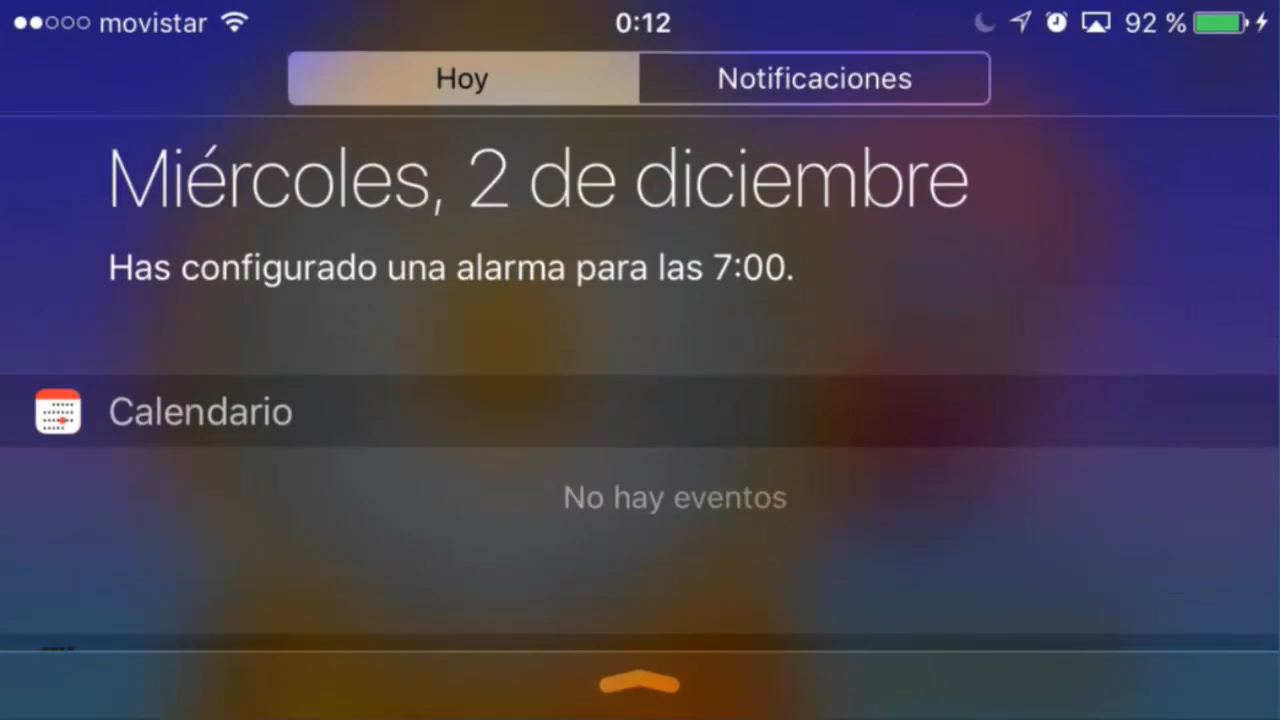 movistar 0:12 92 %
Hoy Notificaciones
Miércoles, 2 de diciembre
Has configurado una alarma para las 7:00.
Calendario
No hay eventos